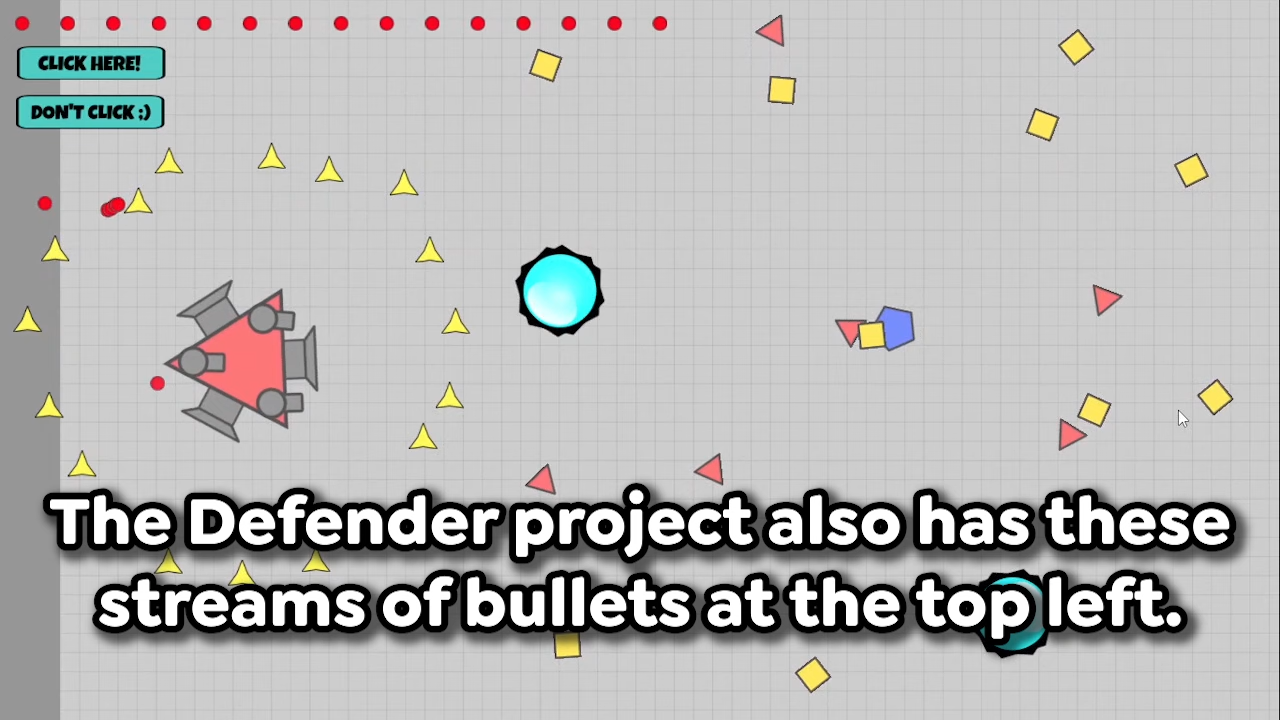 CLICK HERE!
DON'T CLICK ;)
The Defender project also has these
streams of bullets at the top left.